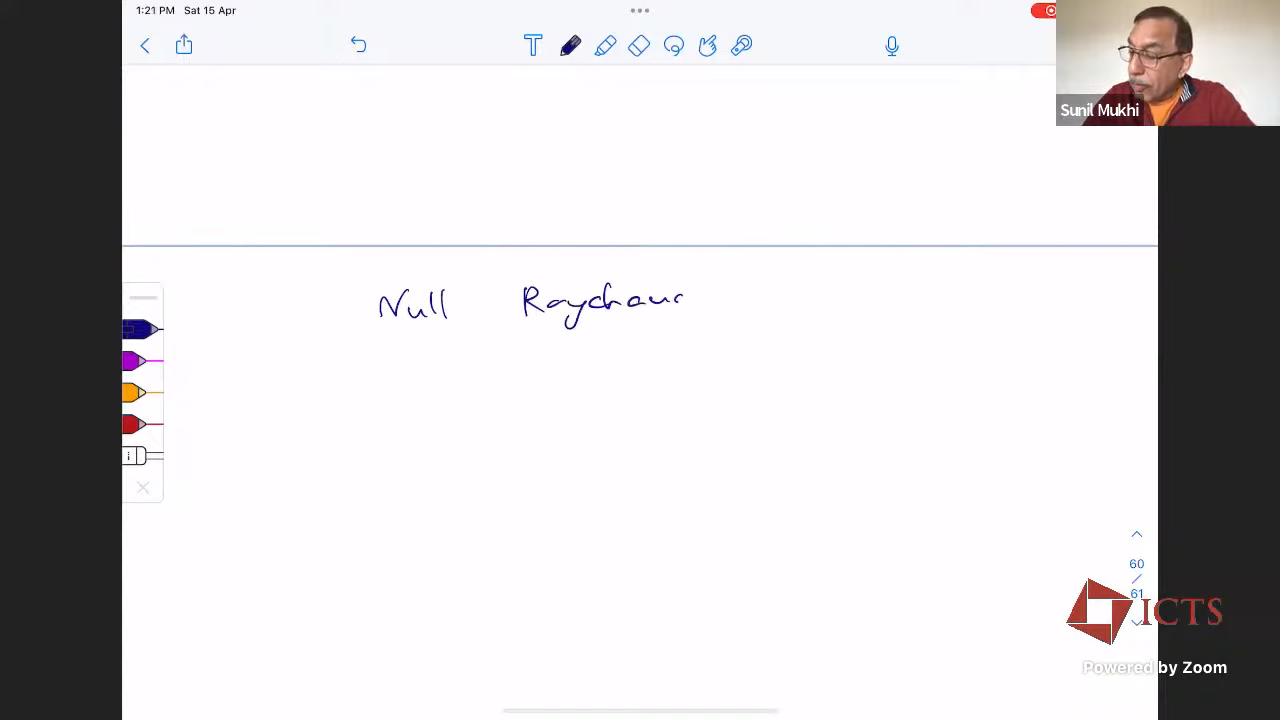 1:21 PM Sat 15 Apr
T
Sunil Mukhi
Null Raychau
i
60
/
61
ICTS
Powered by Zoom